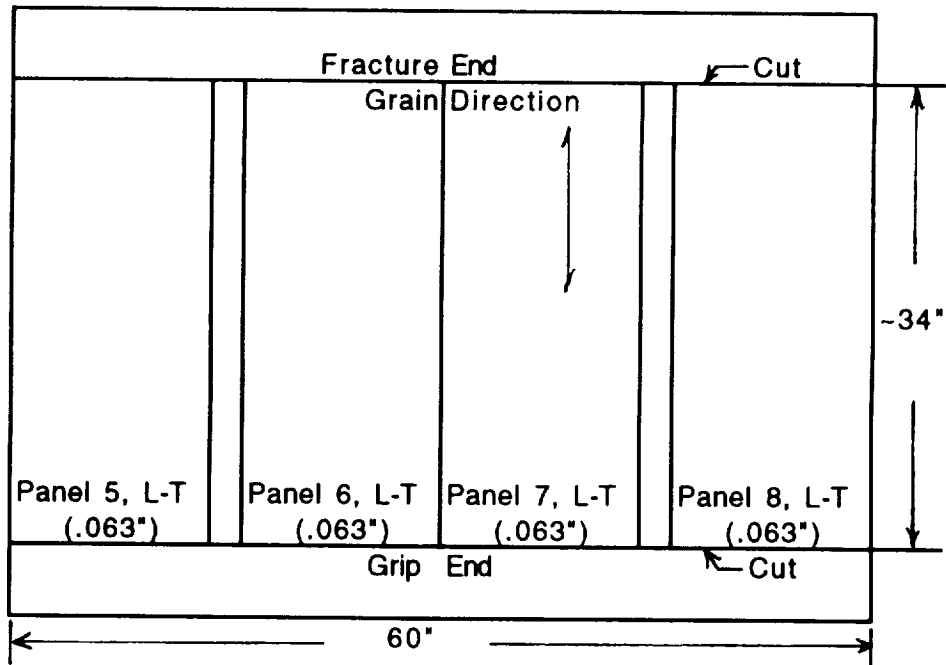 Fracture End
Cut
Grain Direction
~34"
Panel 5, L-T
(.063")
Panel 6, L-T
(.063")
Panel 7, L-T
(.063")
Panel 8, L-T
(.063")
Grip End
Cut
60"